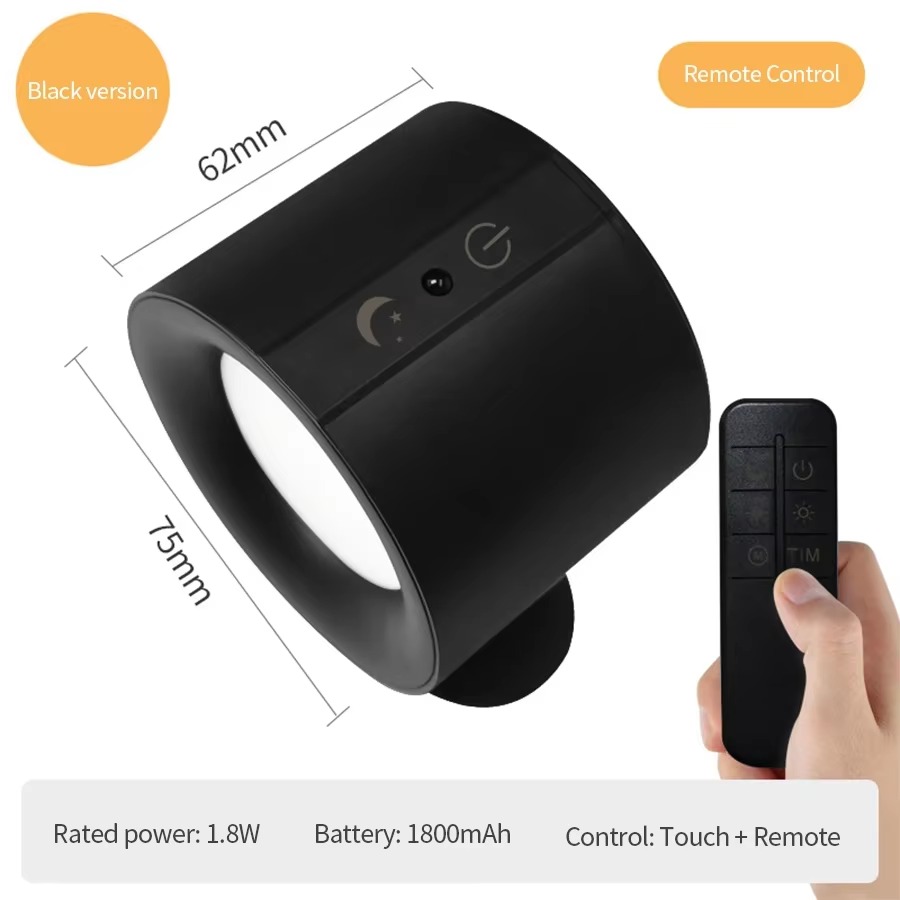 Black version
Remote Control
62mm
75mm
M
TIM
Rated power: 1.8W
Battery: 1800mAh
Control: Touch + Remote